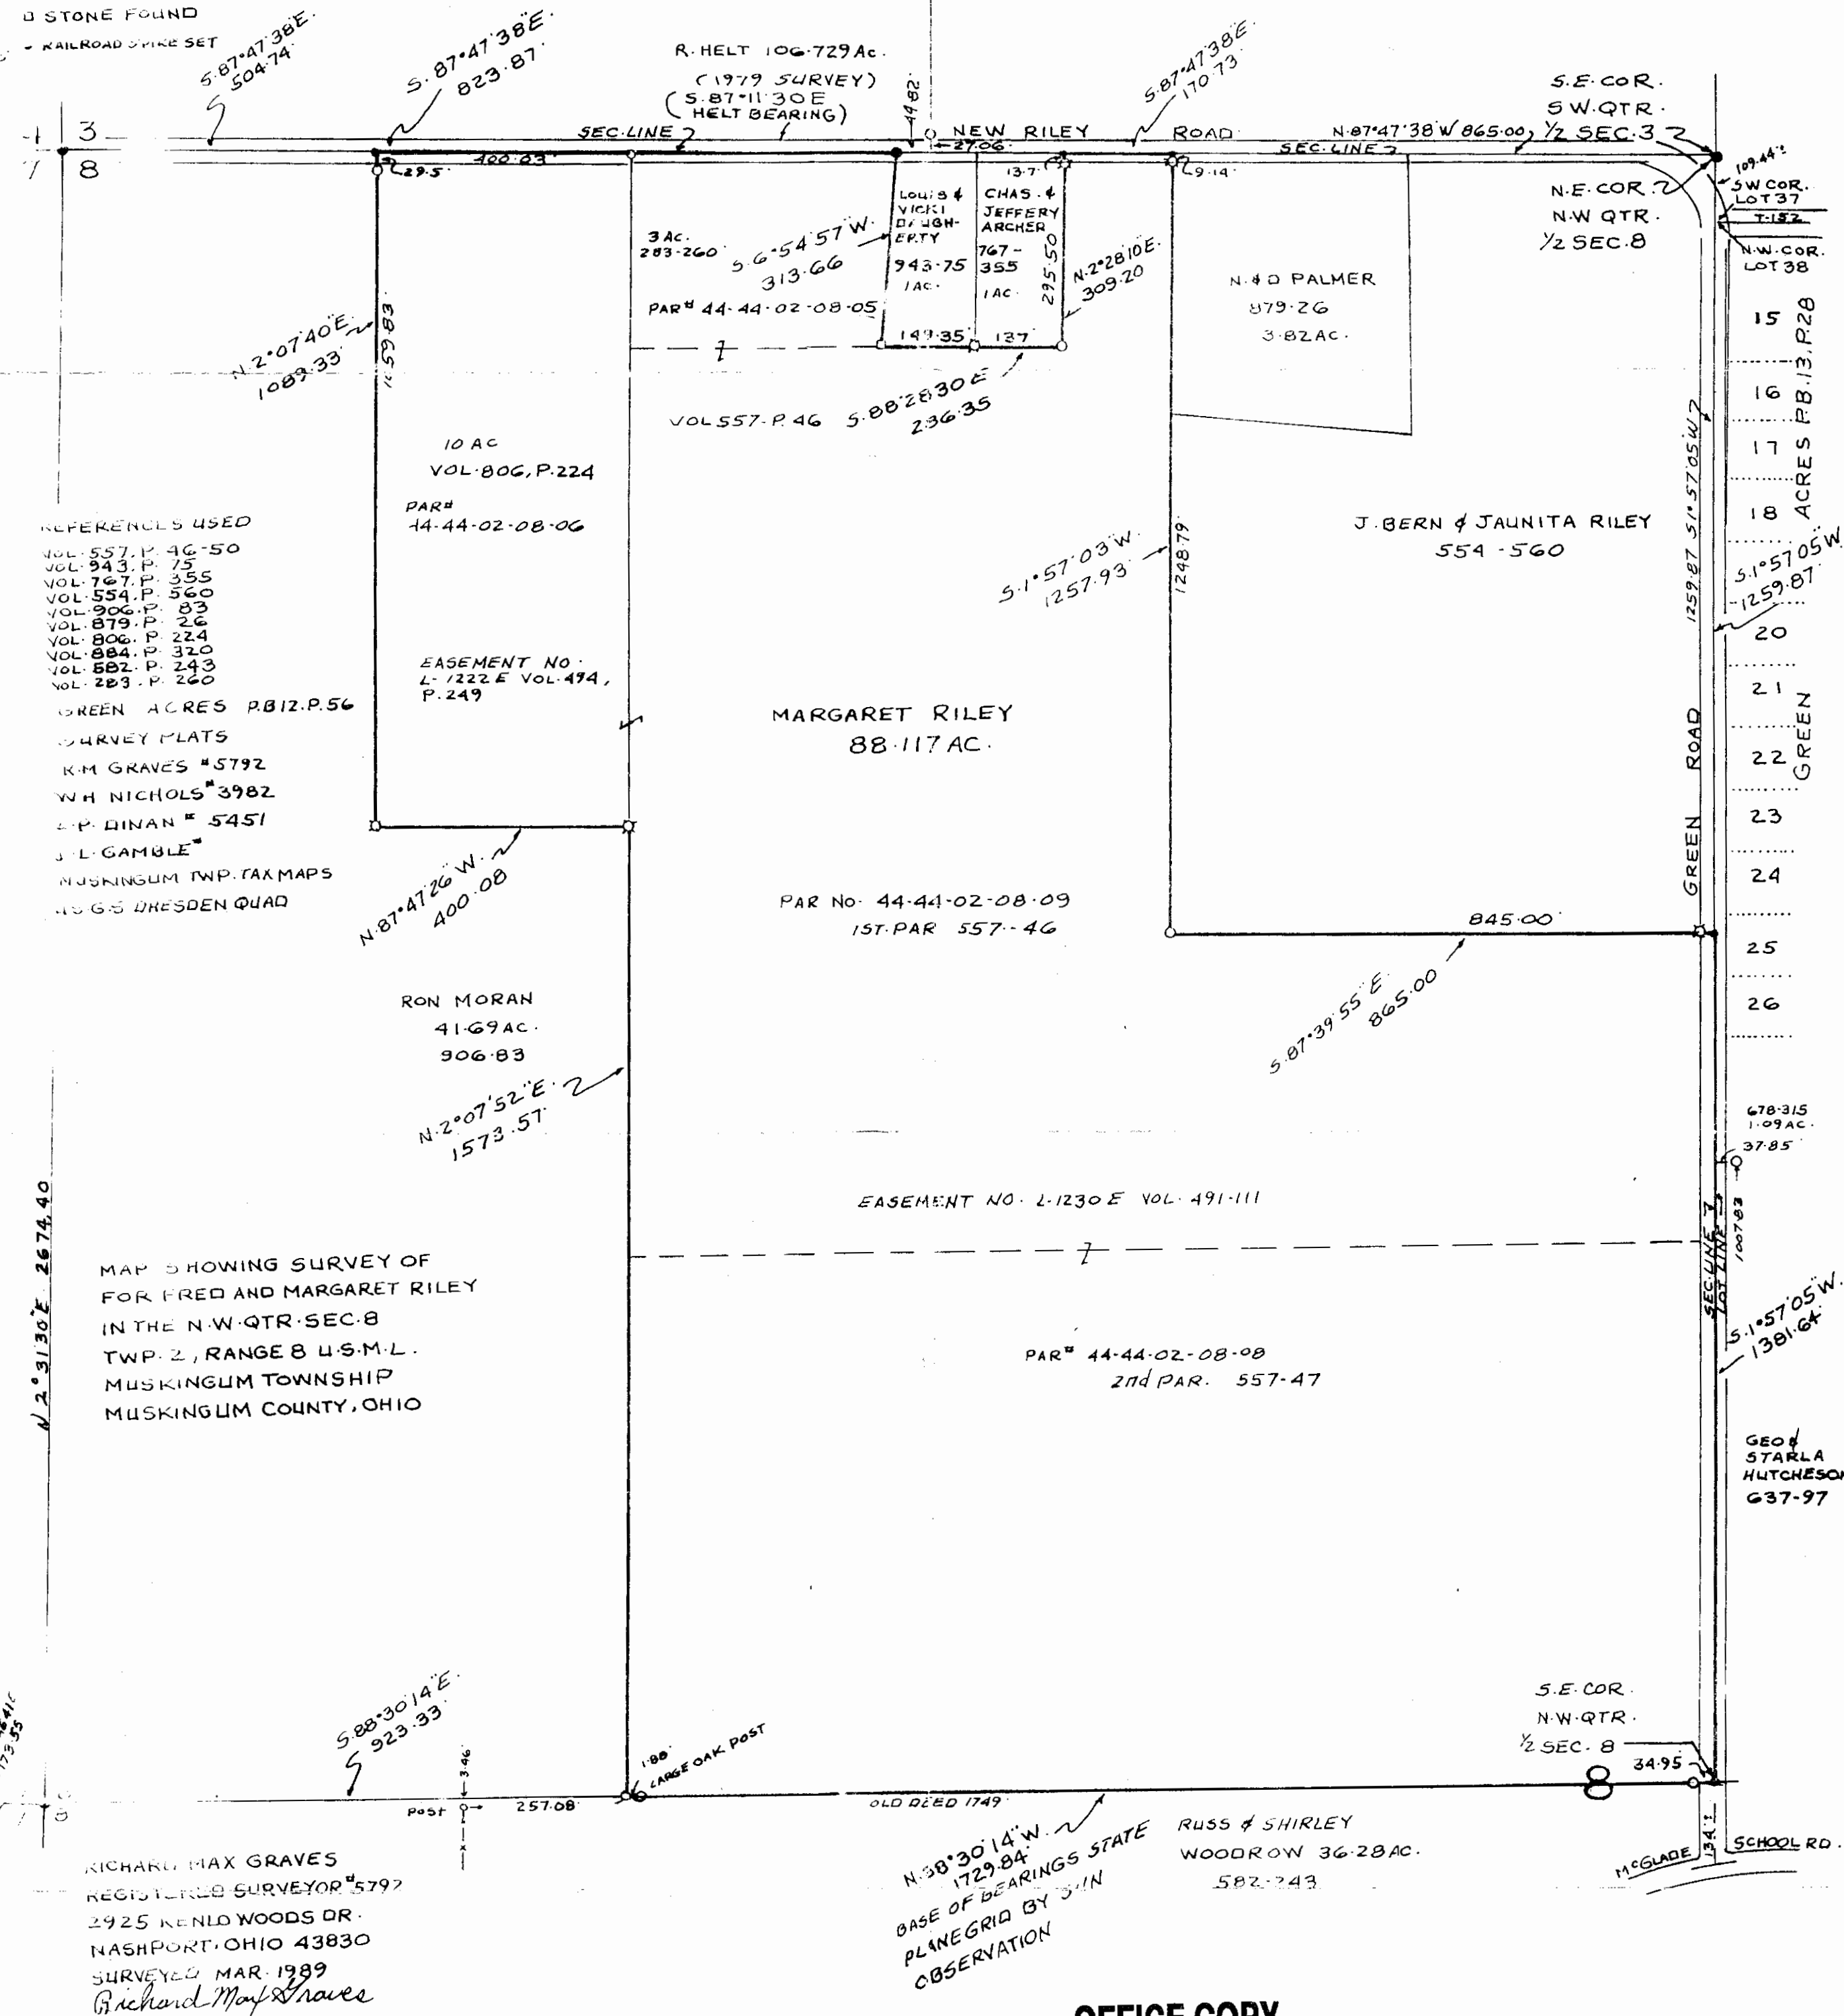 STONE FOUND
- RAILROAD SPIKE SET
S.87°47'38"E.
504.74'
S.87°47'38"E.
823.87'
R. HELT 106.729 Ac.
(1979 SURVEY)
(S.87°11'30"E
HELT BEARING)
44.82'
S.87°47'38"E.
170.73'
S.E. COR.
S.W. QTR.
1/2 SEC. 3
4 3
7 8
SEC. LINE
NEW RILEY ROAD
N.87°47'38"W 865.00'
SEC. LINE
27.06
29.5'
400.03'
13.7'
9.14'
109.44'±
SW COR.
LOT 37
T-152
N.W. COR.
LOT 38
N.E. COR.
N.W QTR.
1/2 SEC. 8
3 AC.
283-260
S.6°54'57"W.
313.66
LOUIS &
VICKI
DAUGH-
ERTY
943-75
1 AC.
CHAS. &
JEFFERY
ARCHER
767-
355
1 AC.
295.50
N.2°28'10"E.
309.20
N. & D PALMER
879-26
3.82 AC.
PAR# 44-44-02-08-05
149.35
137'
N.2°07'40"E.
1089.33'
1059.83'
VOL 557-P. 46
S.88°28'30"E
286.35
10 AC
VOL. 806, P. 224
PAR#
44-44-02-08-06
REFERENCES USED
VOL. 557, P. 46-50
VOL. 943, P. 75
VOL. 767, P. 355
VOL. 554, P. 560
VOL. 906, P. 83
VOL. 879, P. 26
VOL. 806, P. 224
VOL. 884, P. 320
VOL. 582, P. 243
VOL. 283, P. 260
GREEN ACRES P.B12.P.56
SURVEY PLATS
K.M GRAVES #5792
W H NICHOLS #3982
P. DINAN # 5451
J. L. GAMBLE #
MUSKINGUM TWP. TAX MAPS
U S G.S DRESDEN QUAD
S.1°57'03"W.
1257.93'
1248.79'
J. BERN & JAUNITA RILEY
554-560
1259.87' S1°57'05"W
S.1°57'05"W.
1259.87'
GREEN ROAD
GREEN ACRES P.B.13, P.28
15
16
17
18
20
21
22
23
24
25
26
EASEMENT NO.
L-1222 E VOL. 494,
P. 249
MARGARET RILEY
88.117 AC.
N.87°47'26"W.
400.08
PAR NO. 44-44-02-08-09
1ST. PAR 557-46
845.00'
S.87°39'55"E.
865.00
RON MORAN
41.69 AC.
906.83
N.2°07'52"E.
1573.57'
678-315
1.09 AC.
37.85'
EASEMENT NO. L-1230 E VOL. 491-111
1007.83
SEC. LINE
LOT LINE
S.1°57'05"W.
1381.64'
N 2°31'30"E 2674.40
MAP SHOWING SURVEY OF
FOR FRED AND MARGARET RILEY
IN THE N.W. QTR. SEC. 8
TWP. 2, RANGE 8 U.S.M.L.
MUSKINGUM TOWNSHIP
MUSKINGUM COUNTY, OHIO
PAR# 44-44-02-08-08
2nd PAR. 557-47
GEO &
STARLA
HUTCHESON
637-97
S.88°30'14"E.
923.33'
3.46'
POST
257.08'
1.88'
LARGE OAK POST
OLD DEED 1749'
S.E. COR.
N.W. QTR.
1/2 SEC. 8
8
34.95'
N.88°30'14"W.
1729.84'
BASE OF BEARINGS STATE
PLANEGRID BY SUN
OBSERVATION
RUSS & SHIRLEY
WOODROW 36.28 AC.
582-243
McGLADE
SCHOOL RD.
RICHARD MAX GRAVES
REGISTERED SURVEYOR #5792
2925 KENLO WOODS DR.
NASHPORT, OHIO 43830
SURVEYED MAR. 1989
Richard Max Graves
OFFICE COPY